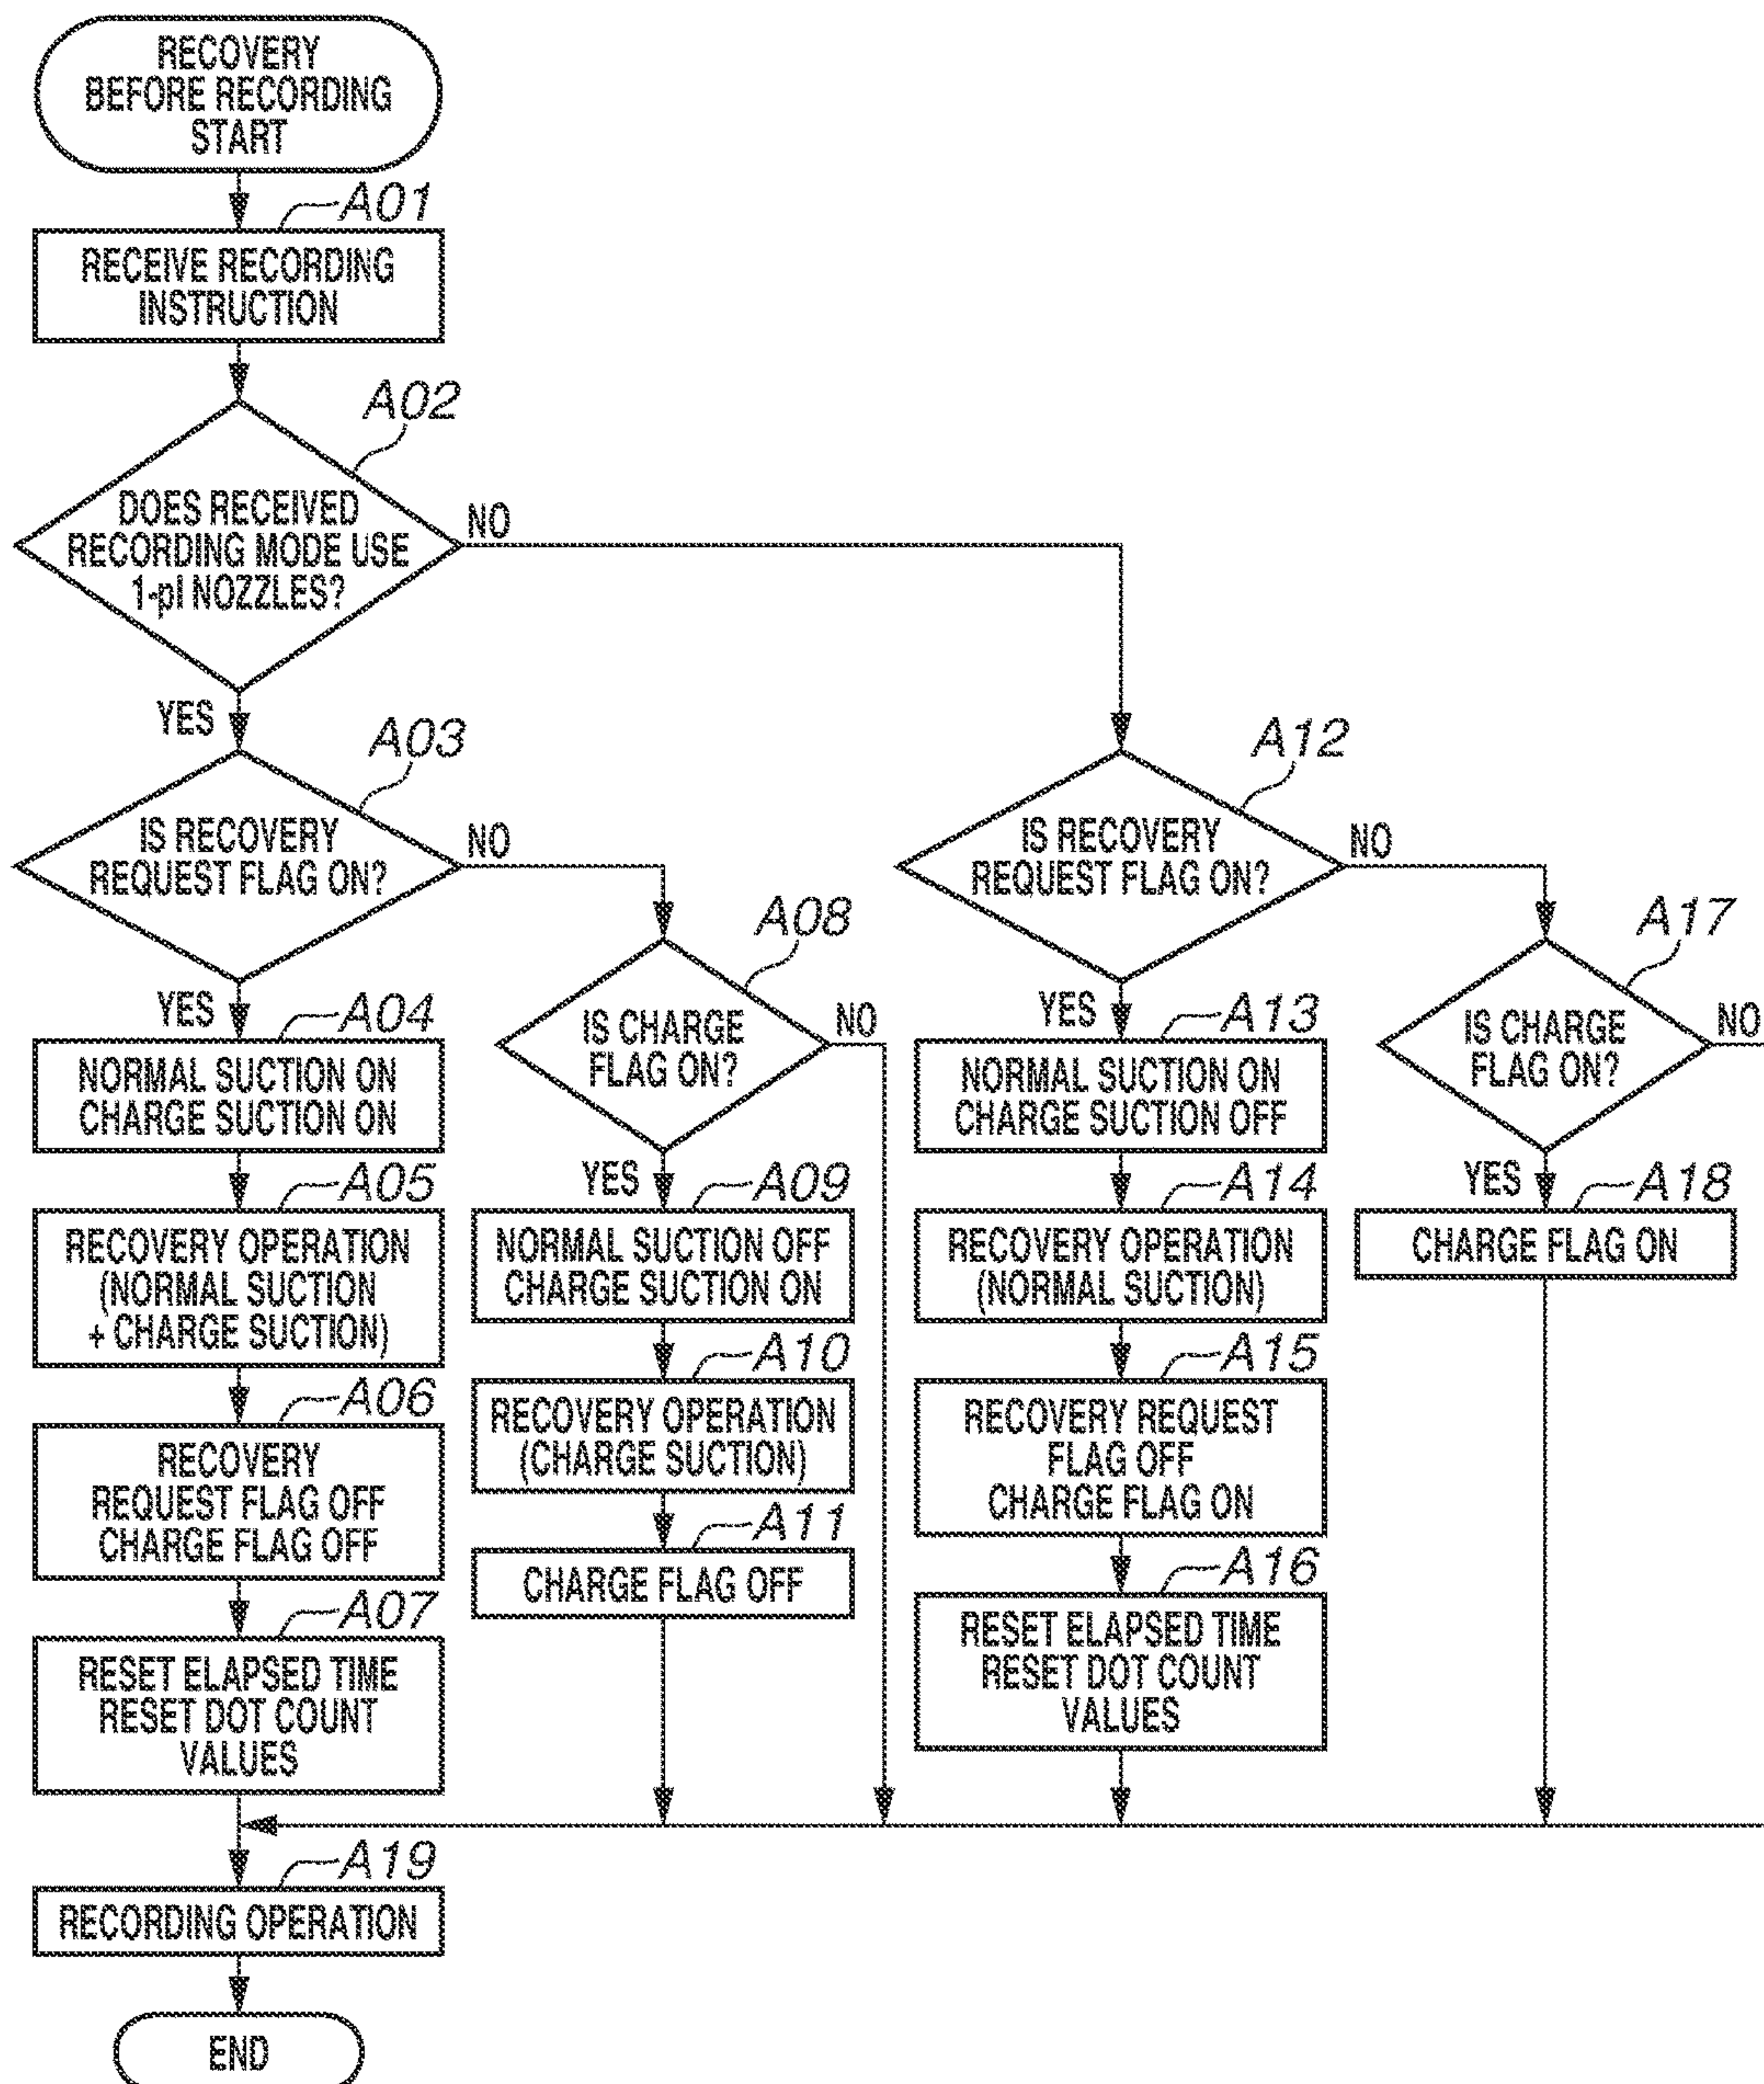 RECOVERY
BEFORE RECORDING
START
A01
RECEIVE RECORDING
INSTRUCTION
A02
DOES RECEIVED
RECORDING MODE USE
1-pl NOZZLES?
NO
YES
A03
IS RECOVERY
REQUEST FLAG ON?
NO
YES
A04
NORMAL SUCTION ON
CHARGE SUCTION ON
A05
RECOVERY OPERATION
(NORMAL SUCTION
+ CHARGE SUCTION)
A06
RECOVERY
REQUEST FLAG OFF
CHARGE FLAG OFF
A07
RESET ELAPSED TIME
RESET DOT COUNT
VALUES
A08
IS CHARGE
FLAG ON?
NO
YES
A09
NORMAL SUCTION OFF
CHARGE SUCTION ON
A10
RECOVERY OPERATION
(CHARGE SUCTION)
A11
CHARGE FLAG OFF
A12
IS RECOVERY
REQUEST FLAG ON?
NO
YES
A13
NORMAL SUCTION ON
CHARGE SUCTION OFF
A14
RECOVERY OPERATION
(NORMAL SUCTION)
A15
RECOVERY REQUEST
FLAG OFF
CHARGE FLAG ON
A16
RESET ELAPSED TIME
RESET DOT COUNT
VALUES
A17
IS CHARGE
FLAG ON?
NO
YES
A18
CHARGE FLAG ON
A19
RECORDING OPERATION
END